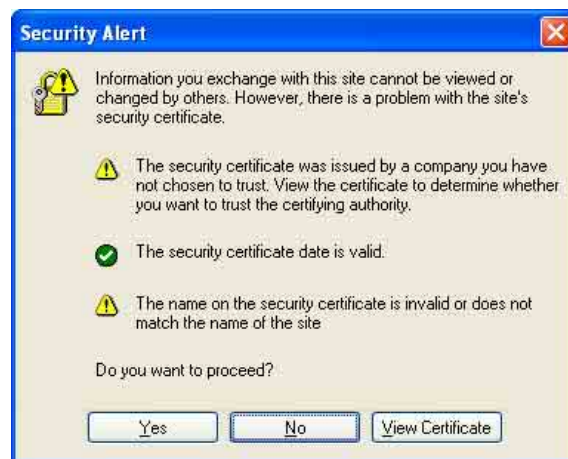 Security Alert
Information you exchange with this site cannot be viewed or
changed by others. However, there is a problem with the site's
security certificate.
The security certificate was issued by a company you have
not chosen to trust. View the certificate to determine whether
you want to trust the certifying authority.
The security certificate date is valid.
The name on the security certificate is invalid or does not
match the name of the site
Do you want to proceed?
Yes No View Certificate